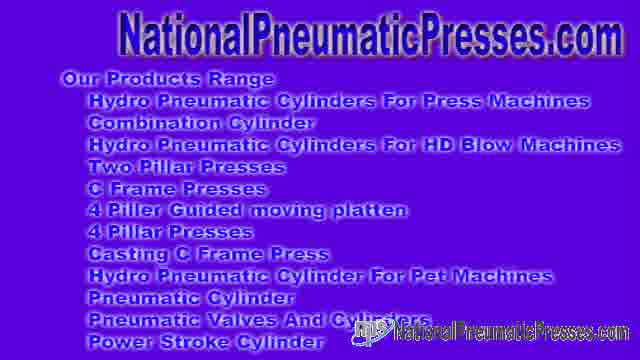 NationalPneumaticPresses.com
Our Products Range
Hydro Pneumatic Cylinders For Press Machines
Combination Cylinder
Hydro Pneumatic Cylinders For HD Blow Machines
Two Pillar Presses
C Frame Presses
4 Piller Guided moving platten
4 Pillar Presses
Casting C Frame Press
Hydro Pneumatic Cylinder For Pet Machines
Pneumatic Cylinder
Pneumatic Valves And Cylinders
NationalPneumaticPresses.com
Power Stroke Cylinder